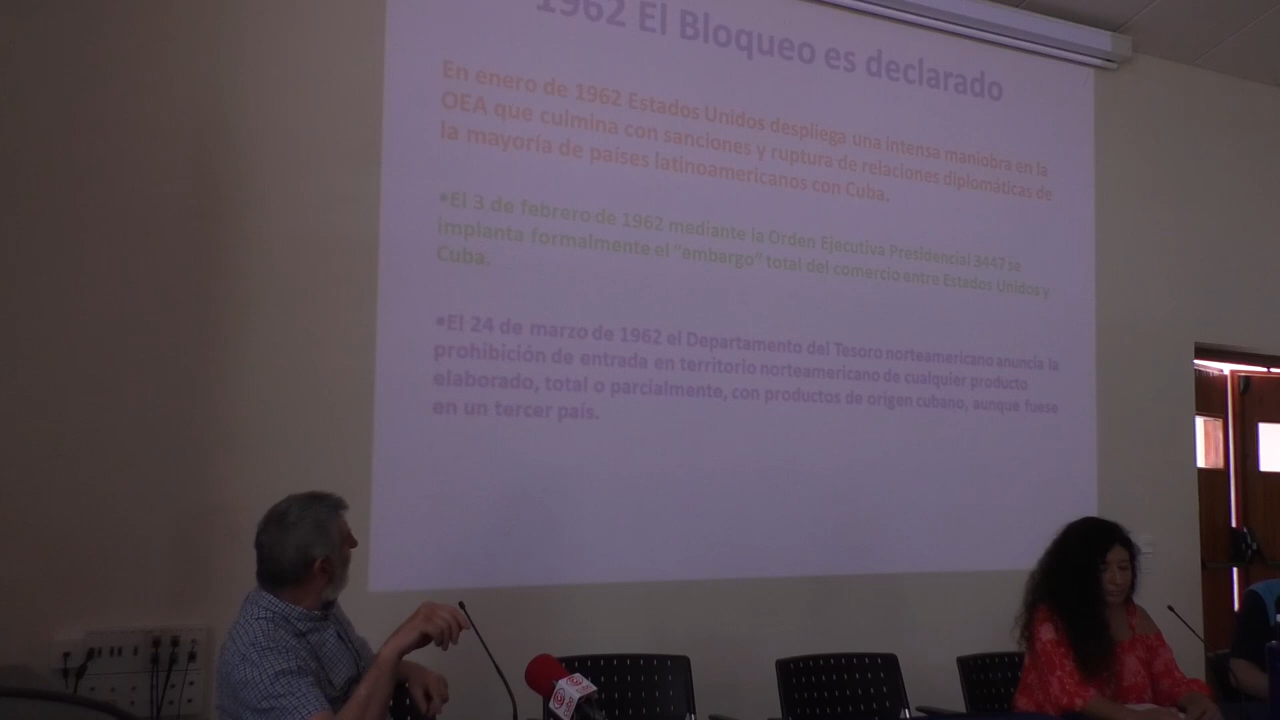 1962 El Bloqueo es declarado
En enero de 1962 Estados Unidos despliega una intensa maniobra en la
OEA que culmina con sanciones y ruptura de relaciones diplomáticas de
la mayoría de países latinoamericanos con Cuba.
•El 3 de febrero de 1962 mediante la Orden Ejecutiva Presidencial 3447 se
implanta formalmente el "embargo" total del comercio entre Estados Unidos y
Cuba.
•El 24 de marzo de 1962 el Departamento del Tesoro norteamericano anuncia la
prohibición de entrada en territorio norteamericano de cualquier producto
elaborado, total o parcialmente, con productos de origen cubano, aunque fuese
en un tercer país.